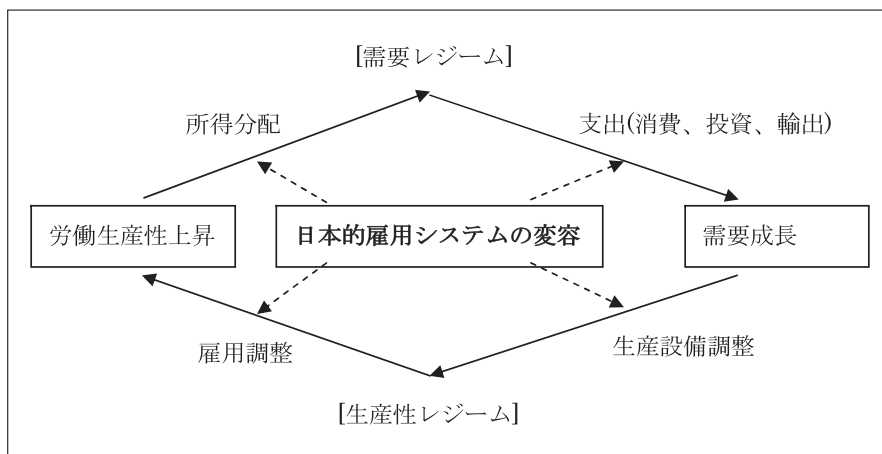 [需要レジーム]
所得分配
支出(消費、投資、輸出)
労働生産性上昇
日本的雇用システムの変容
需要成長
雇用調整
生産設備調整
[生産性レジーム]